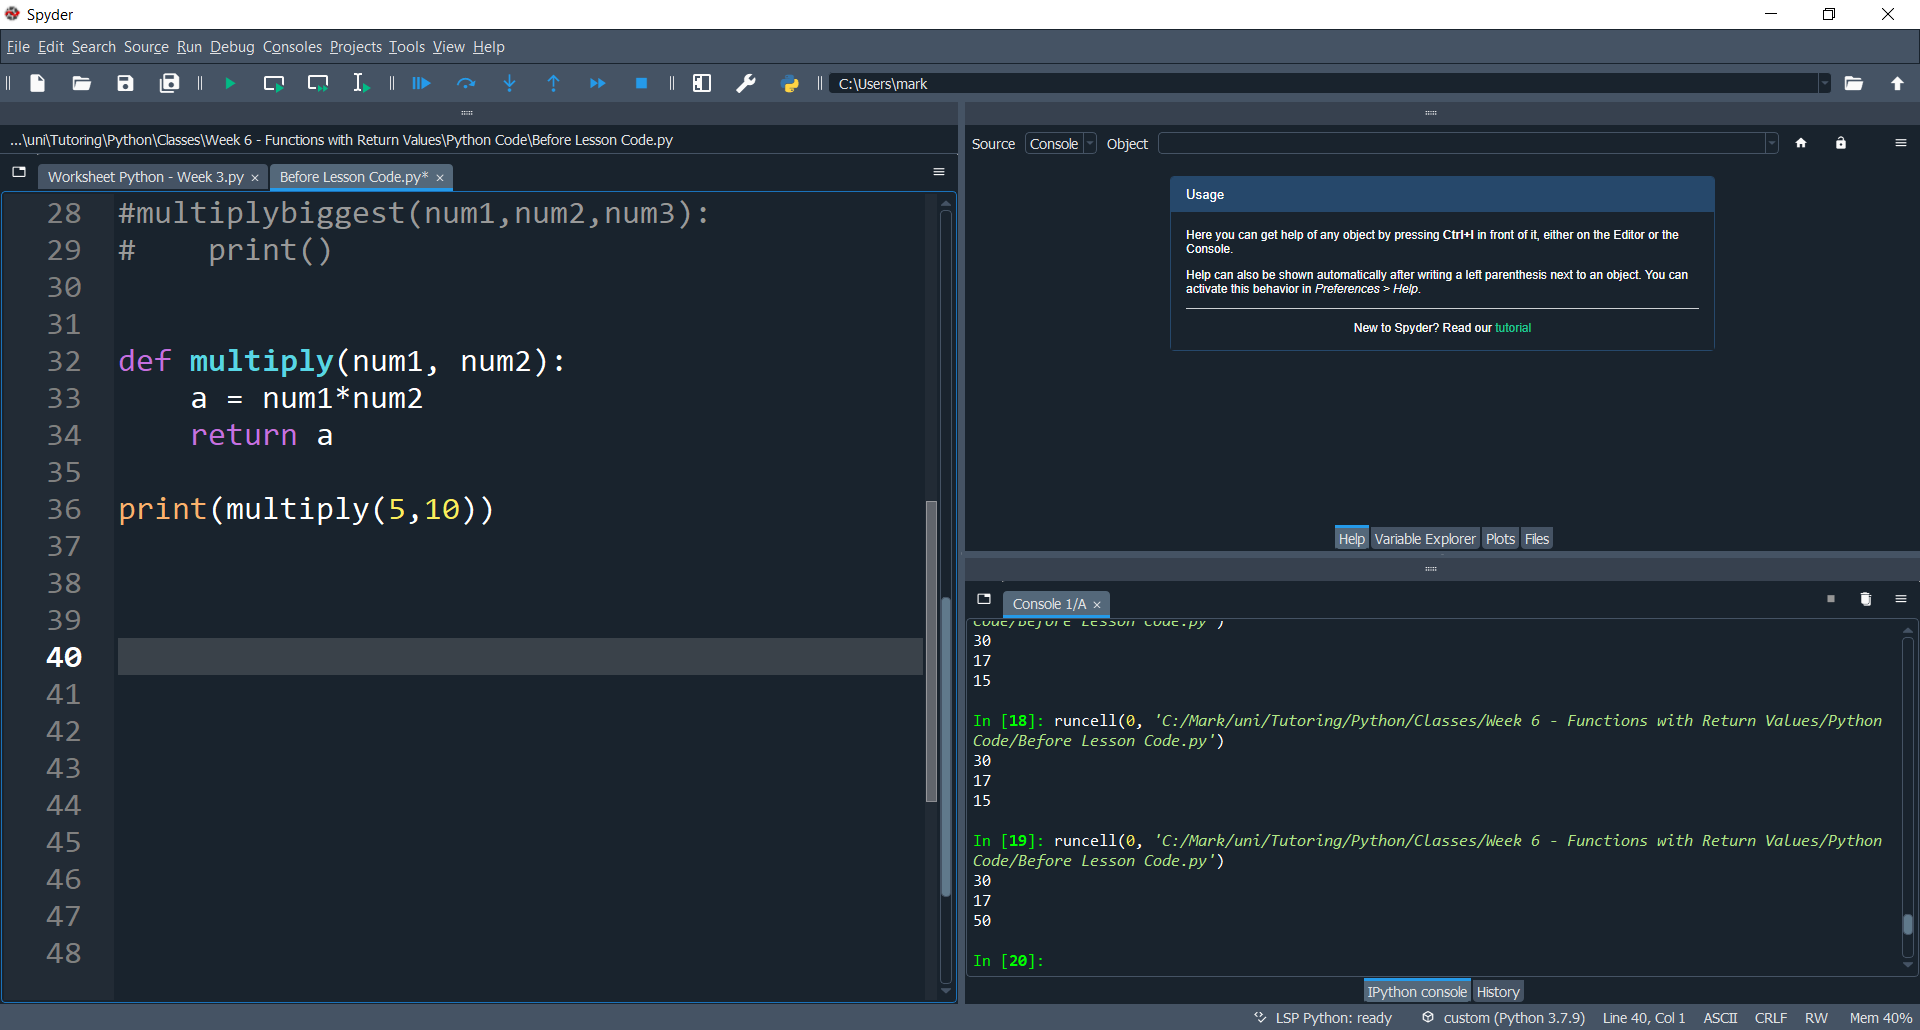 Spyder
File Edit Search Source Run Debug Consoles Projects Tools View Help
C:\Users\mark
...\uni\Tutoring\Python\Classes\Week 6 - Functions with Return Values\Python Code\Before Lesson Code.py
Worksheet Python - Week 3.py
Before Lesson Code.py*
28 #multiplybiggest(num1,num2,num3):
29 #    print()
30
31
32 def multiply(num1, num2):
33     a = num1*num2
34     return a
35
36 print(multiply(5,10))
37
38
39
40
41
42
43
44
45
46
47
48
Source Console Object
Usage
Here you can get help of any object by pressing Ctrl+I in front of it, either on the Editor or the
Console.
Help can also be shown automatically after writing a left parenthesis next to an object. You can
activate this behavior in Preferences > Help.
New to Spyder? Read our tutorial
Help Variable Explorer Plots Files
Console 1/A
Code/Before Lesson Code.py')
30
17
15
In [18]: runcell(0, 'C:/Mark/uni/Tutoring/Python/Classes/Week 6 - Functions with Return Values/Python
Code/Before Lesson Code.py')
30
17
15
In [19]: runcell(0, 'C:/Mark/uni/Tutoring/Python/Classes/Week 6 - Functions with Return Values/Python
Code/Before Lesson Code.py')
30
17
50
In [20]:
IPython console History
LSP Python: ready custom (Python 3.7.9) Line 40, Col 1 ASCII CRLF RW Mem 40%